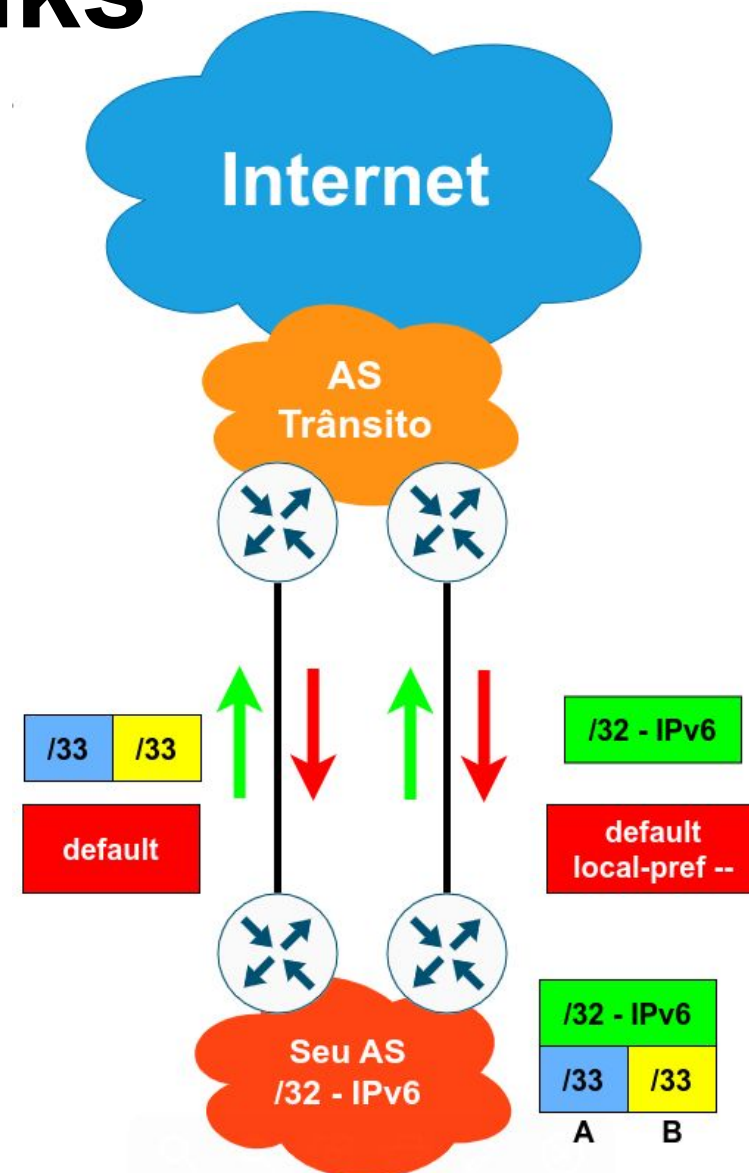 Internet
AS
Trânsito
/33 /33
/32 - IPv6
default
default
local-pref --
Seu AS
/32 - IPv6
/32 - IPv6
/33 /33
A B